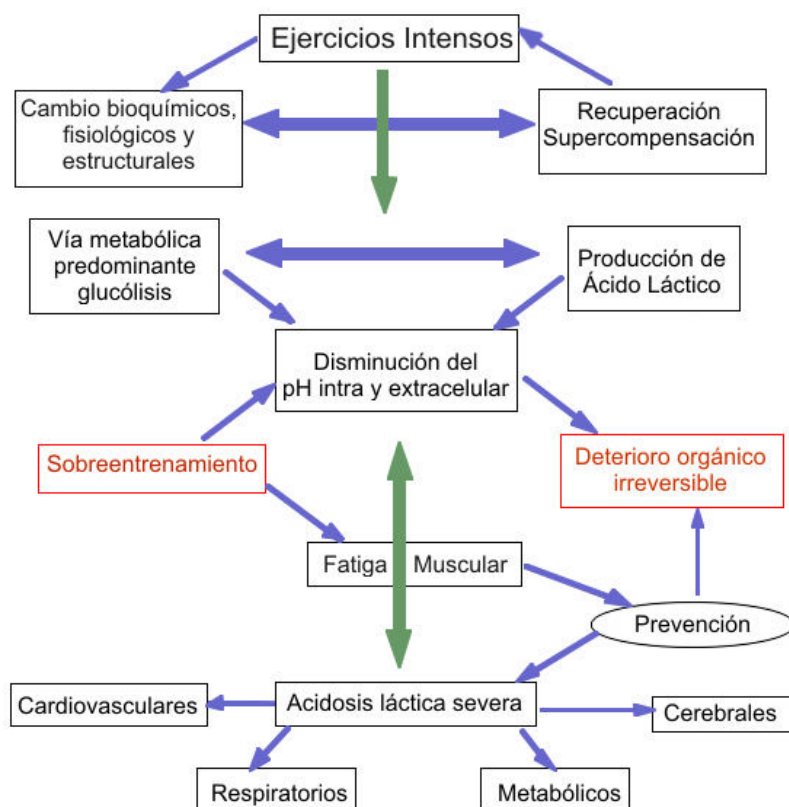 Ejercicios Intensos
Cambio bioquímicos,
fisiológicos y
estructurales
Recuperación
Supercompensación
Vía metabólica
predominante
glucólisis
Producción de
Ácido Láctico
Disminución del
pH intra y extracelular
Sobreentrenamiento
Deterioro orgánico
irreversible
Fatiga Muscular
Prevención
Cardiovasculares
Acidosis láctica severa
Cerebrales
Respiratorios
Metabólicos